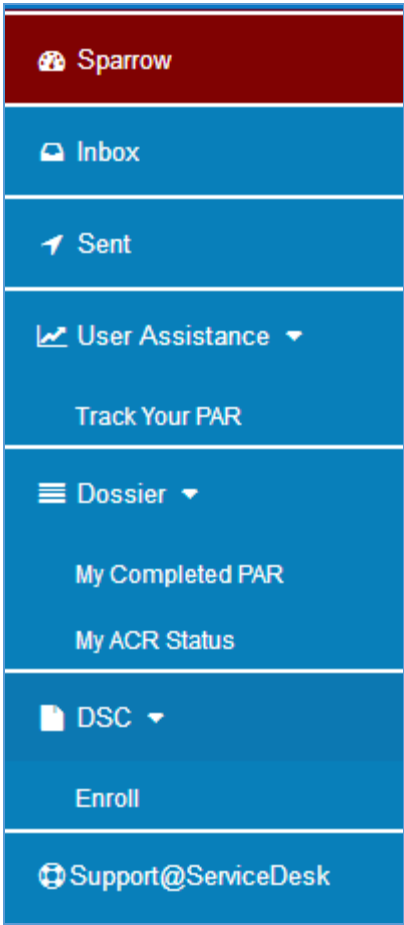 Sparrow
Inbox
Sent
User Assistance
Track Your PAR
Dossier
My Completed PAR
My ACR Status
DSC
Enroll
Support@ServiceDesk